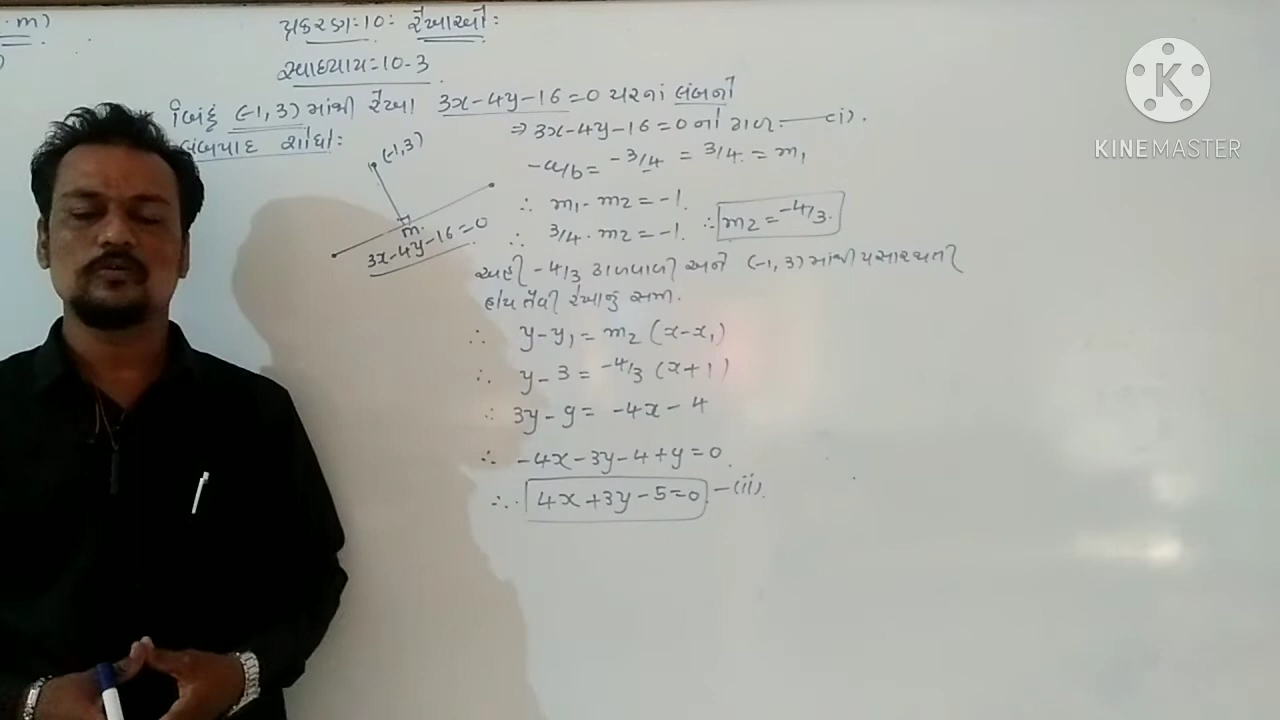 .m)
પ્રકરણ:10: રેખાઓ:
સ્વાધ્યાય:10.3
બિંદુ (-1, 3) માંથી રેખા 3x-4y-16=0 પરનાં લંબનો
લંબપાદ શોધો:
(-1,3)
m
3x-4y-16=0
⇒ 3x-4y-16=0 નો ઢાળ —(i).
-a/b = -3/-4 = 3/4 = m₁
∴ m₁·m₂=-1.
∴ 3/4·m₂=-1. ∴ m₂=-4/3.
અહીં -4/3 ઢાળવાળી અને (-1, 3) માંથી પસાર થતી
હોય તેવી રેખાનું સમી.
∴ y-y₁=m₂(x-x₁)
∴ y-3=-4/3 (x+1)
∴ 3y-9=-4x-4
∴ -4x-3y-4+9=0.
∴ 4x+3y-5=0 —(ii).
K
KINEMASTER